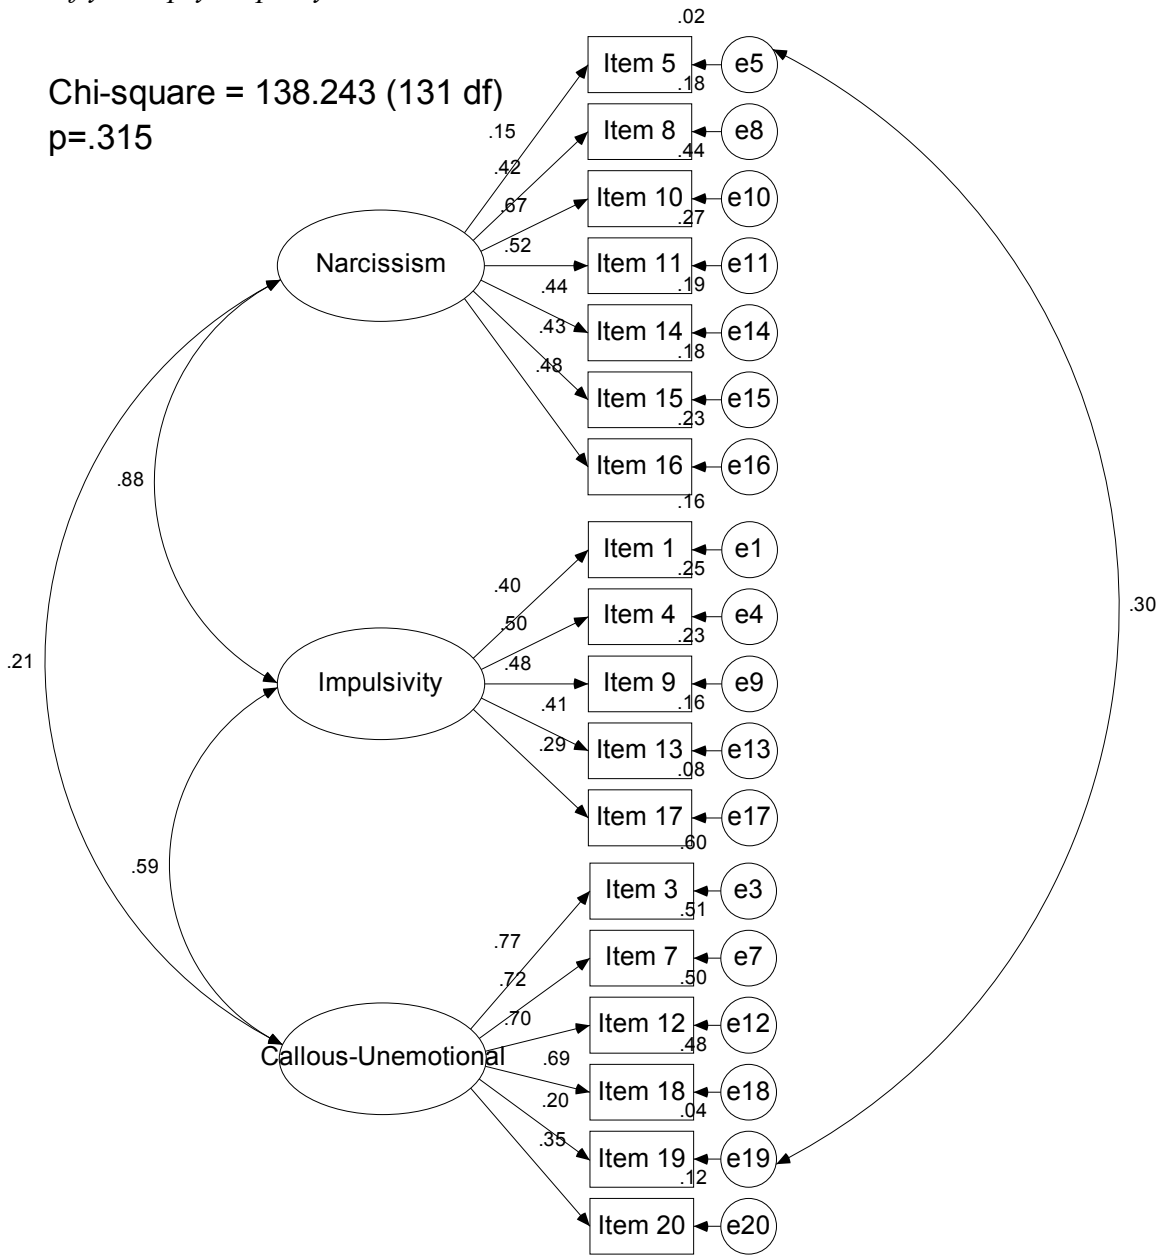 .02
Item 5
e5
.18
Chi-square = 138.243 (131 df)
p=.315
.15
Item 8
e8
.44
.42
Item 10
e10
.67
.27
.52
Narcissism
Item 11
e11
.19
.44
.43
Item 14
e14
.18
.48
Item 15
e15
.23
Item 16
e16
.88
.16
Item 1
e1
.25
.40
.50
Item 4
e4
.23
.30
.21
.48
Impulsivity
Item 9
e9
.16
.41
.29
Item 13
e13
.08
Item 17
e17
.60
.59
Item 3
e3
.51
.77
.72
Item 7
e7
.50
.70
Item 12
e12
.48
Callous-Unemotional
.69
.20
Item 18
e18
.04
.35
Item 19
e19
.12
Item 20
e20